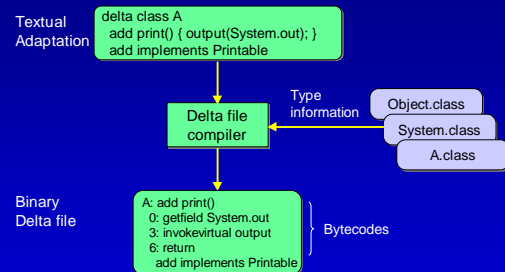 Textual
Adaptation
delta class A
add print() { output(System.out); }
add implements Printable
Delta file
compiler
Type
information
Object.class
System.class
A.class
Binary
Delta file
A: add print()
0: getfield System.out
3: invokevirtual output
6: return
add implements Printable
Bytecodes